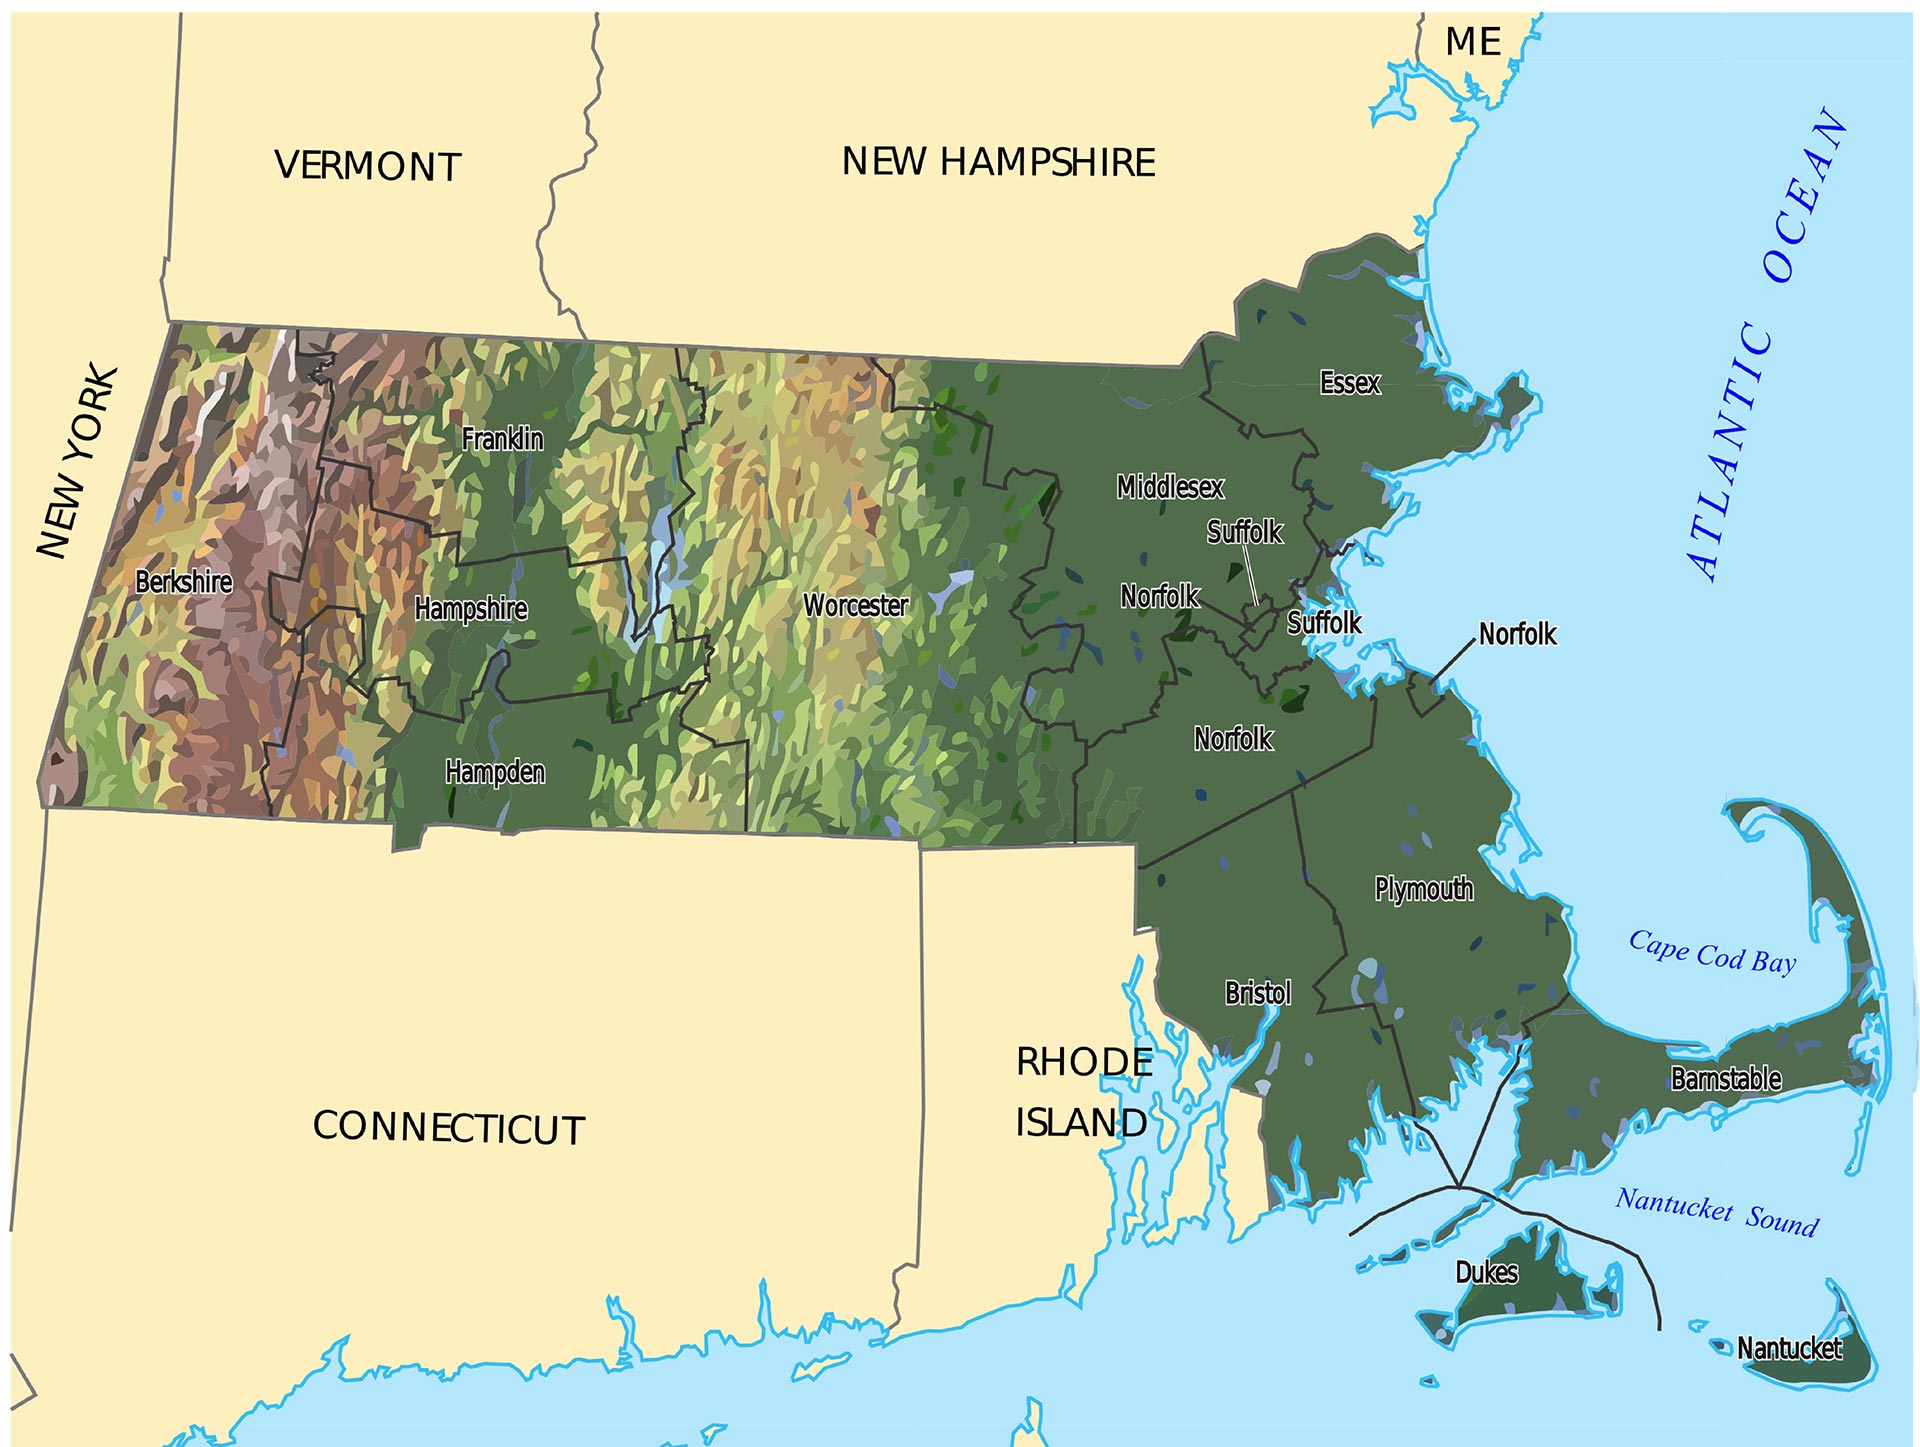 ME
VERMONT
NEW HAMPSHIRE
ATLANTIC OCEAN
NEW YORK
Essex
Franklin
Middlesex
Suffolk
Berkshire
Hampshire
Worcester
Norfolk
Suffolk
Norfolk
Norfolk
Hampden
Plymouth
Cape Cod Bay
Bristol
RHODE
ISLAND
Barnstable
CONNECTICUT
Nantucket Sound
Dukes
Nantucket